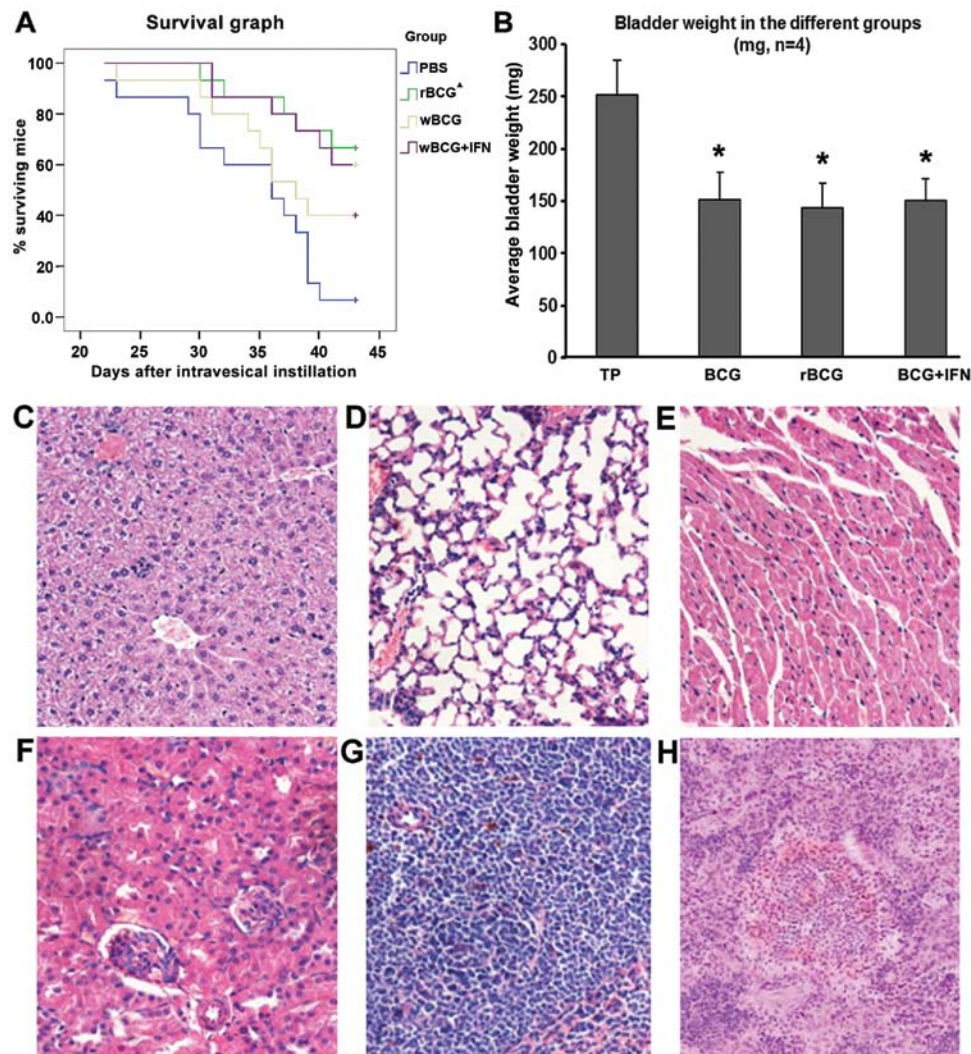 A
Survival graph
Group
PBS
rBCG▲
wBCG
wBCG+IFN
100
80
60
40
20
0.0
% surviving mice
20 25 30 35 40 45
Days after intravesical instillation
B
Bladder weight in the different groups
(mg, n=4)
300
250
200
150
100
50
0
Average bladder weight (mg)
* * *
TP BCG rBCG BCG+IFN
C D E
F G H